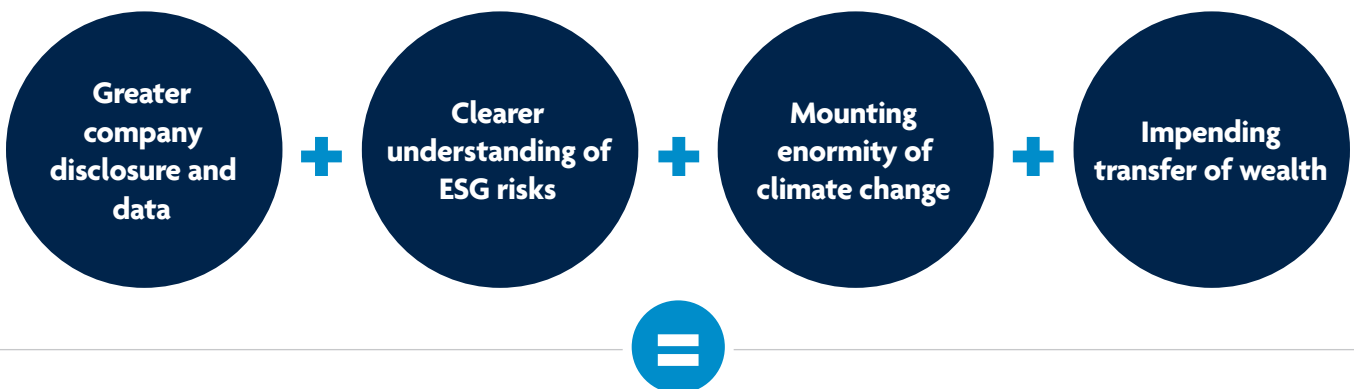 Greater
company
disclosure and
data
+
Clearer
understanding of
ESG risks
+
Mounting
enormity of
climate change
+
Impending
transfer of wealth
=